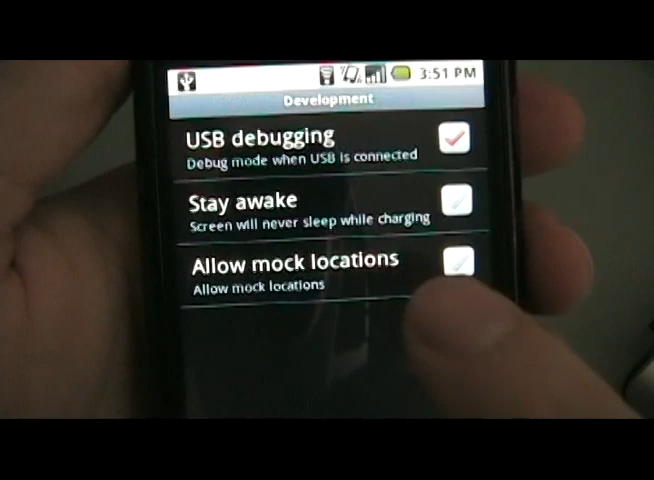 3:51 PM
Development
USB debugging
Debug mode when USB is connected
Stay awake
Screen will never sleep while charging
Allow mock locations
Allow mock locations